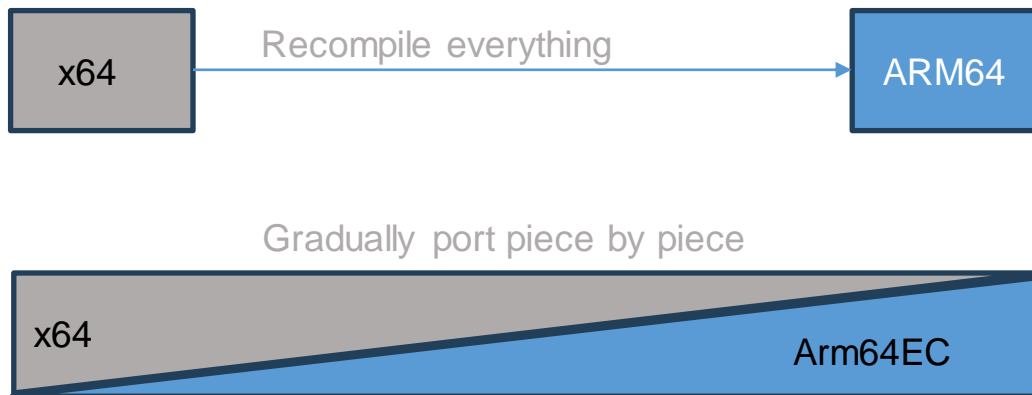 x64
Recompile everything
ARM64
Gradually port piece by piece
x64
Arm64EC